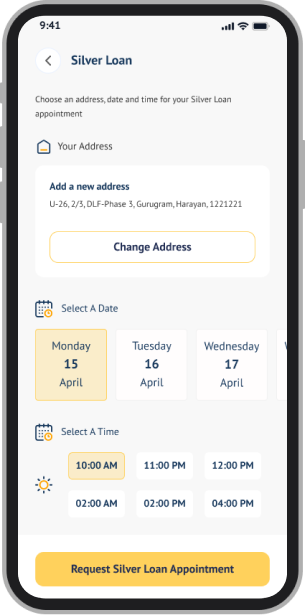 9:41
Silver Loan
Choose an address, date and time for your Silver Loan
appointment
Your Address
Add a new address
U-26, 2/3, DLF-Phase 3, Gurugram, Harayan, 1221221
Change Address
Select A Date
Monday Tuesday Wednesday
15 16 17
April April April
Select A Time
10:00 AM 11:00 PM 12:00 PM
02:00 AM 02:00 PM 04:00 PM
Request Silver Loan Appointment